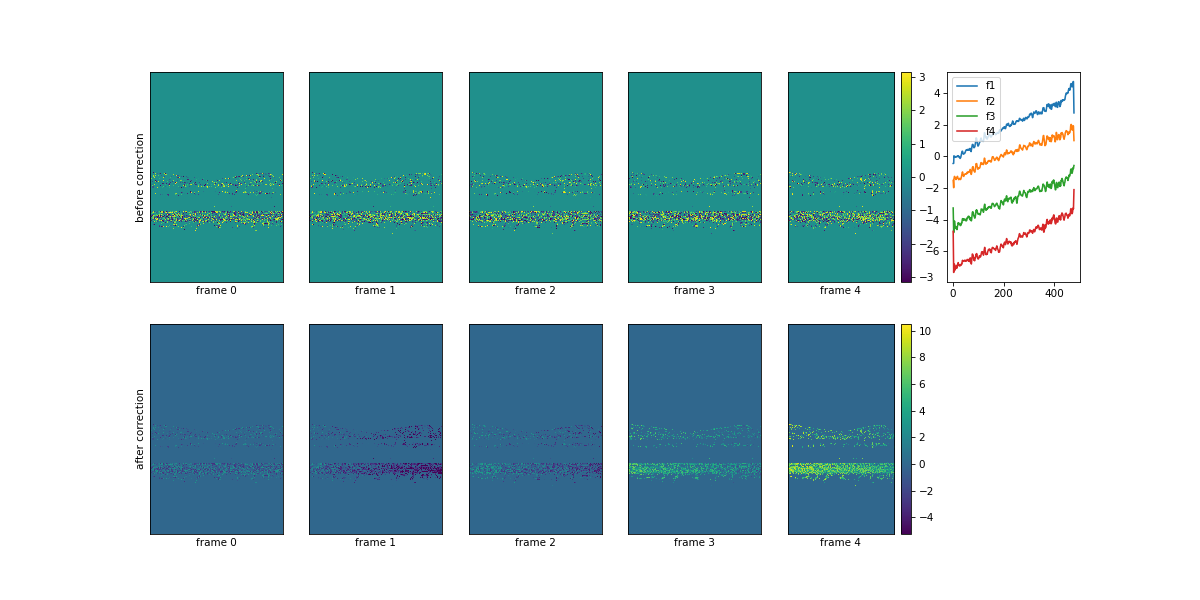 before correction
frame 0
frame 1
frame 2
frame 3
frame 4
3
2
1
0
−1
−2
−3
f1
f2
f3
f4
4
2
0
−2
−4
−6
0
200
400
after correction
frame 0
frame 1
frame 2
frame 3
frame 4
10
8
6
4
2
0
−2
−4